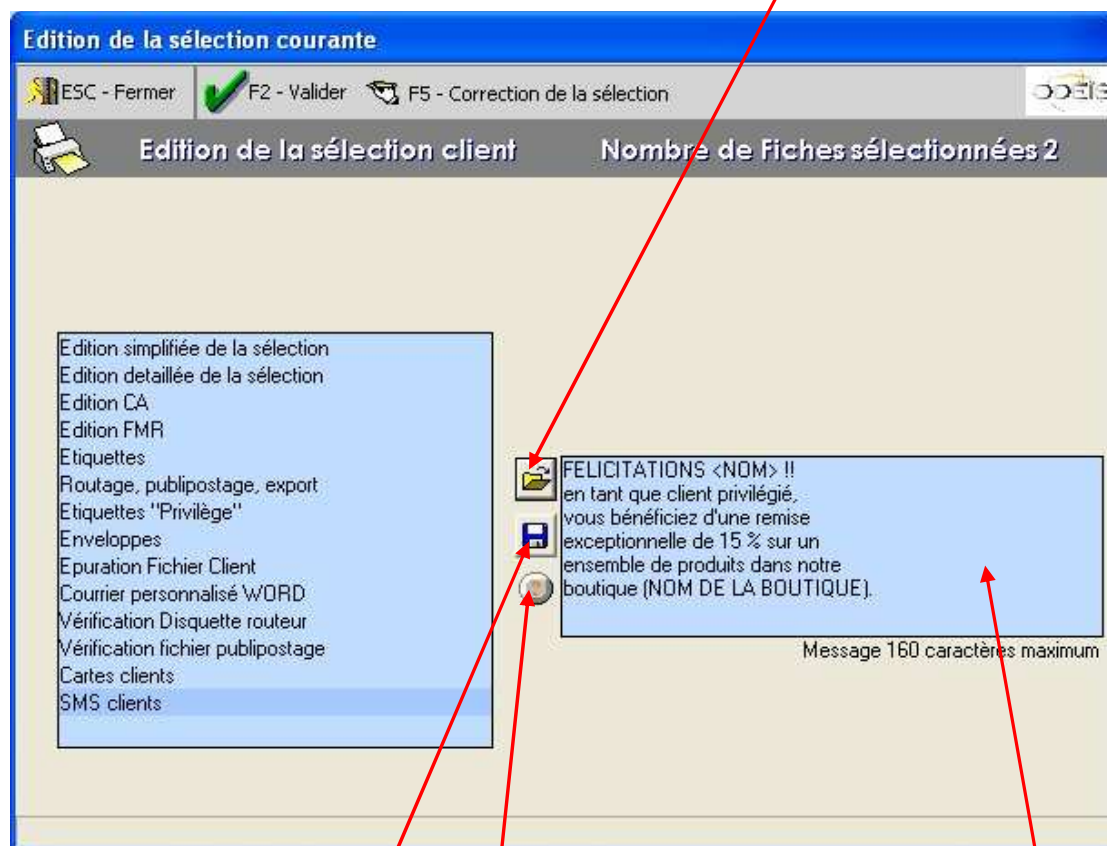 Edition de la sélection courante
ESC - Fermer F2 - Valider F5 - Correction de la sélection
Edition de la sélection client Nombre de Fiches sélectionnées 2
Edition simplifiée de la sélection
Edition detaillée de la sélection
Edition CA
Edition FMR
Etiquettes
Routage, publipostage, export
Etiquettes "Privilège"
Enveloppes
Epuration Fichier Client
Courrier personnalisé WORD
Vérification Disquette routeur
Vérification fichier publipostage
Cartes clients
SMS clients
FELICITATIONS <NOM> !!
en tant que client privilégié,
vous bénéficiez d'une remise
exceptionnelle de 15 % sur un
ensemble de produits dans notre
boutique (NOM DE LA BOUTIQUE).
Message 160 caractères maximum